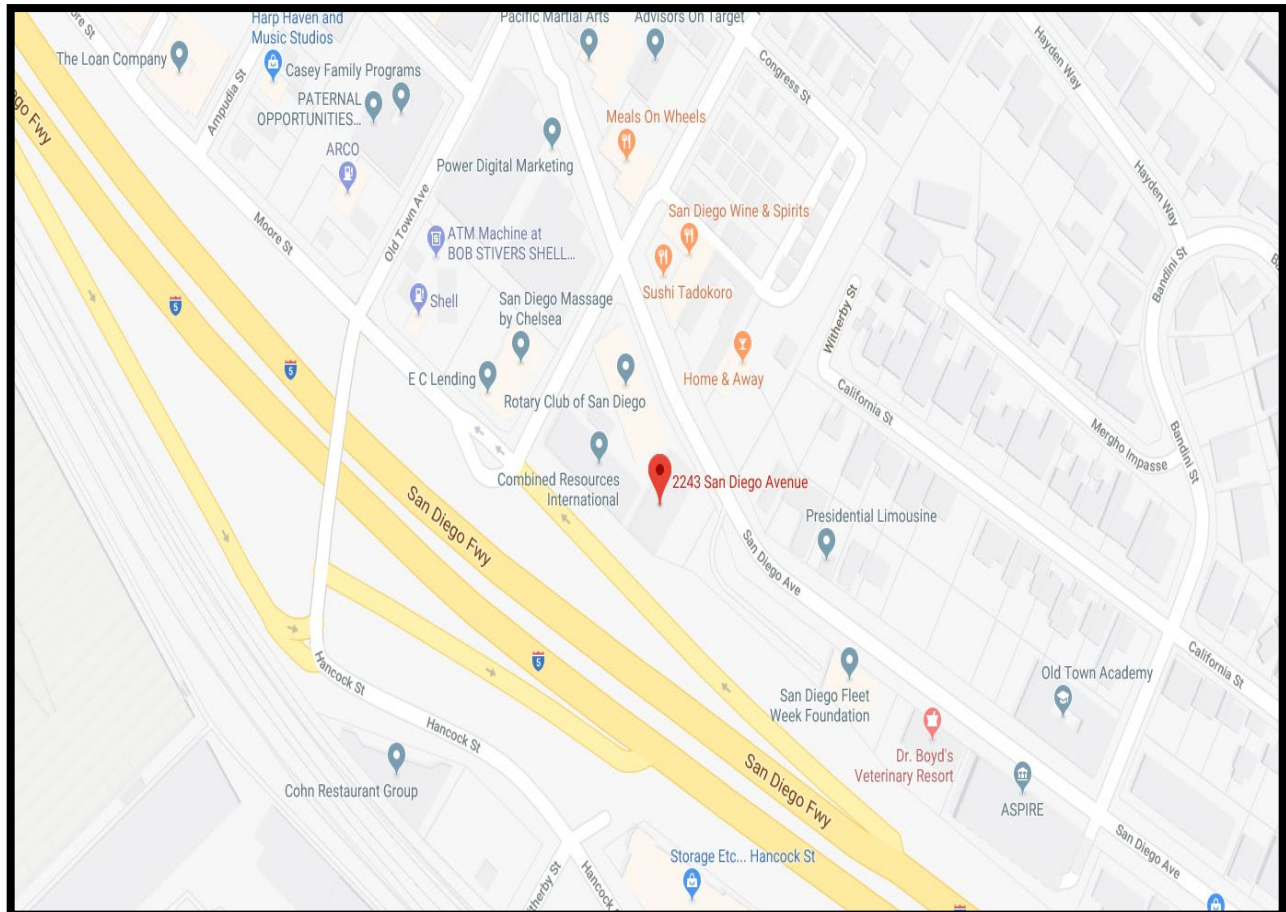 Harp Haven and
Music Studios
Pacific Martial Arts
Advisors On Target
The Loan Company
Ampudia St
Casey Family Programs
PATERNAL
OPPORTUNITIES...
ARCO
Congress St
Hayden Way
Meals On Wheels
Power Digital Marketing
Hayden Way
Old Town Ave
Moore St
San Diego Wine & Spirits
ATM Machine at
BOB STIVERS SHELL...
Sushi Tadokoro
Bandini St
Shell
San Diego Massage
by Chelsea
Witherby St
5
5
E C Lending
Home & Away
Rotary Club of San Diego
California St
Mergho Impasse
Bandini St
Combined Resources
International
2243 San Diego Avenue
San Diego Fwy
Presidential Limousine
San Diego Ave
5
Hancock St
San Diego Fleet
Week Foundation
Old Town Academy
California St
Hancock St
Dr. Boyd's
Veterinary Resort
San Diego Fwy
Cohn Restaurant Group
ASPIRE
San Diego Ave
Storage Etc... Hancock St